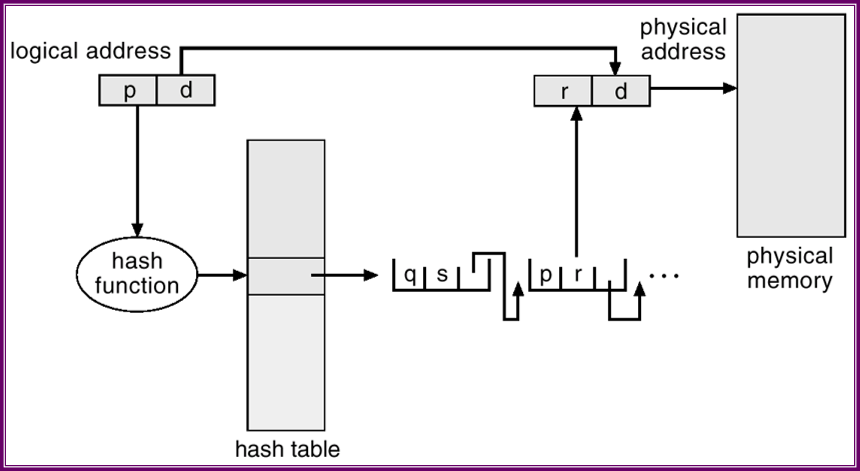 logical address
p d
physical
address
r d
hash
function
q s
p r ...
physical
memory
hash table